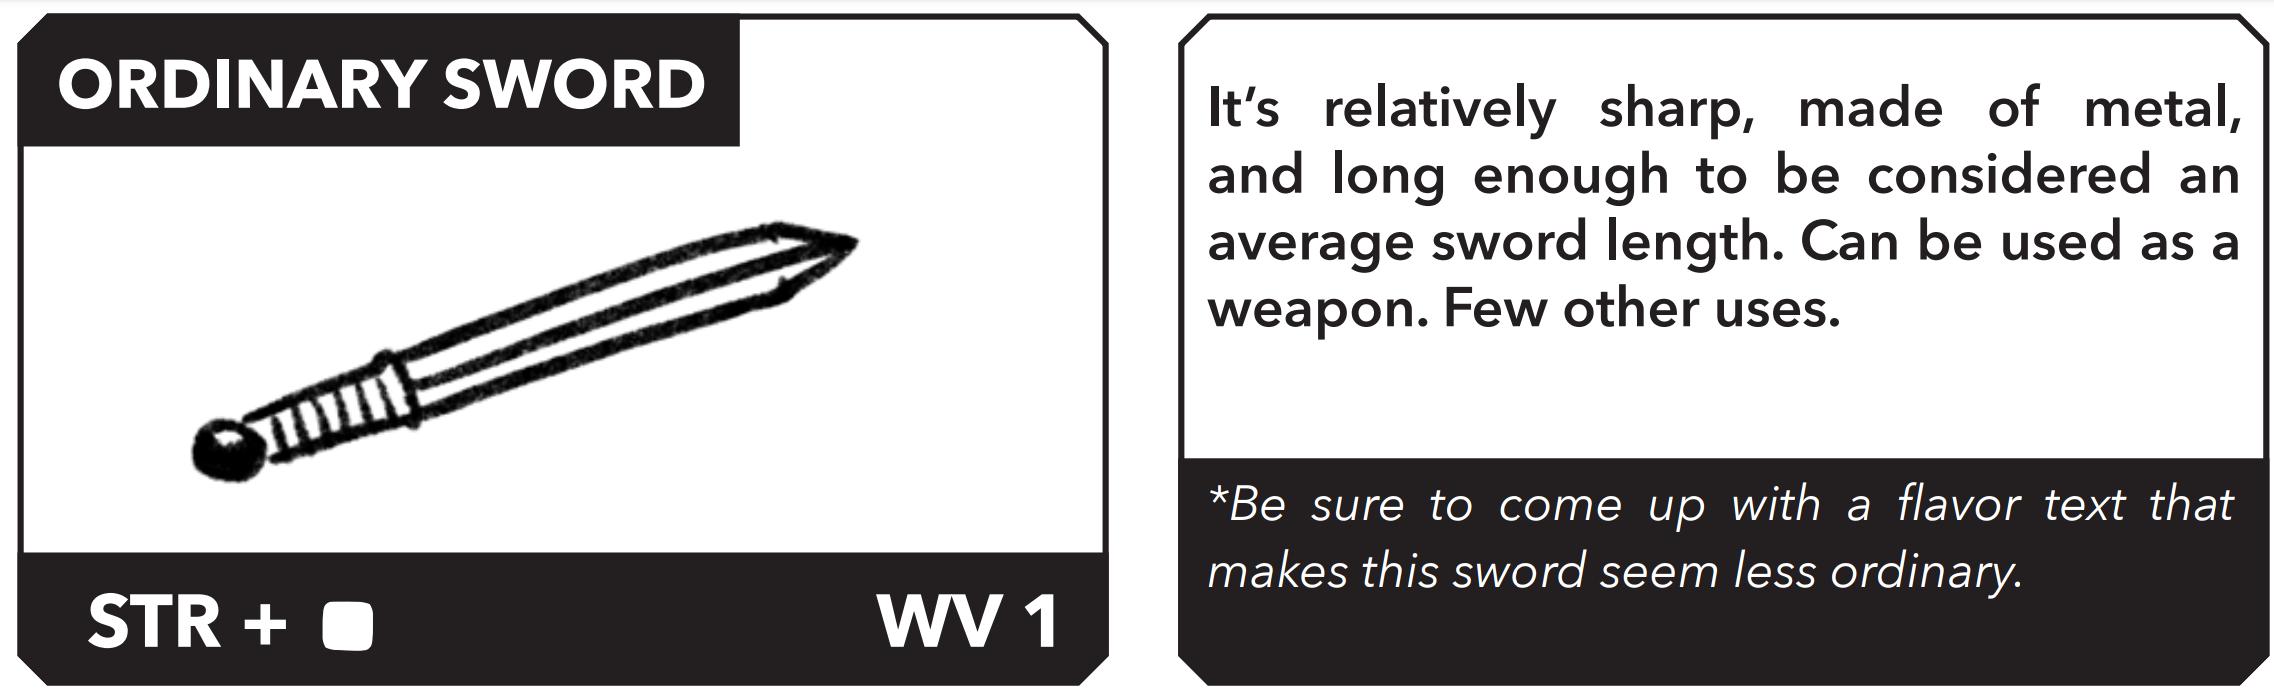 ORDINARY SWORD
STR +
WV 1
It’s relatively sharp, made of metal,
and long enough to be considered an
average sword length. Can be used as a
weapon. Few other uses.
*Be sure to come up with a flavor text that
makes this sword seem less ordinary.